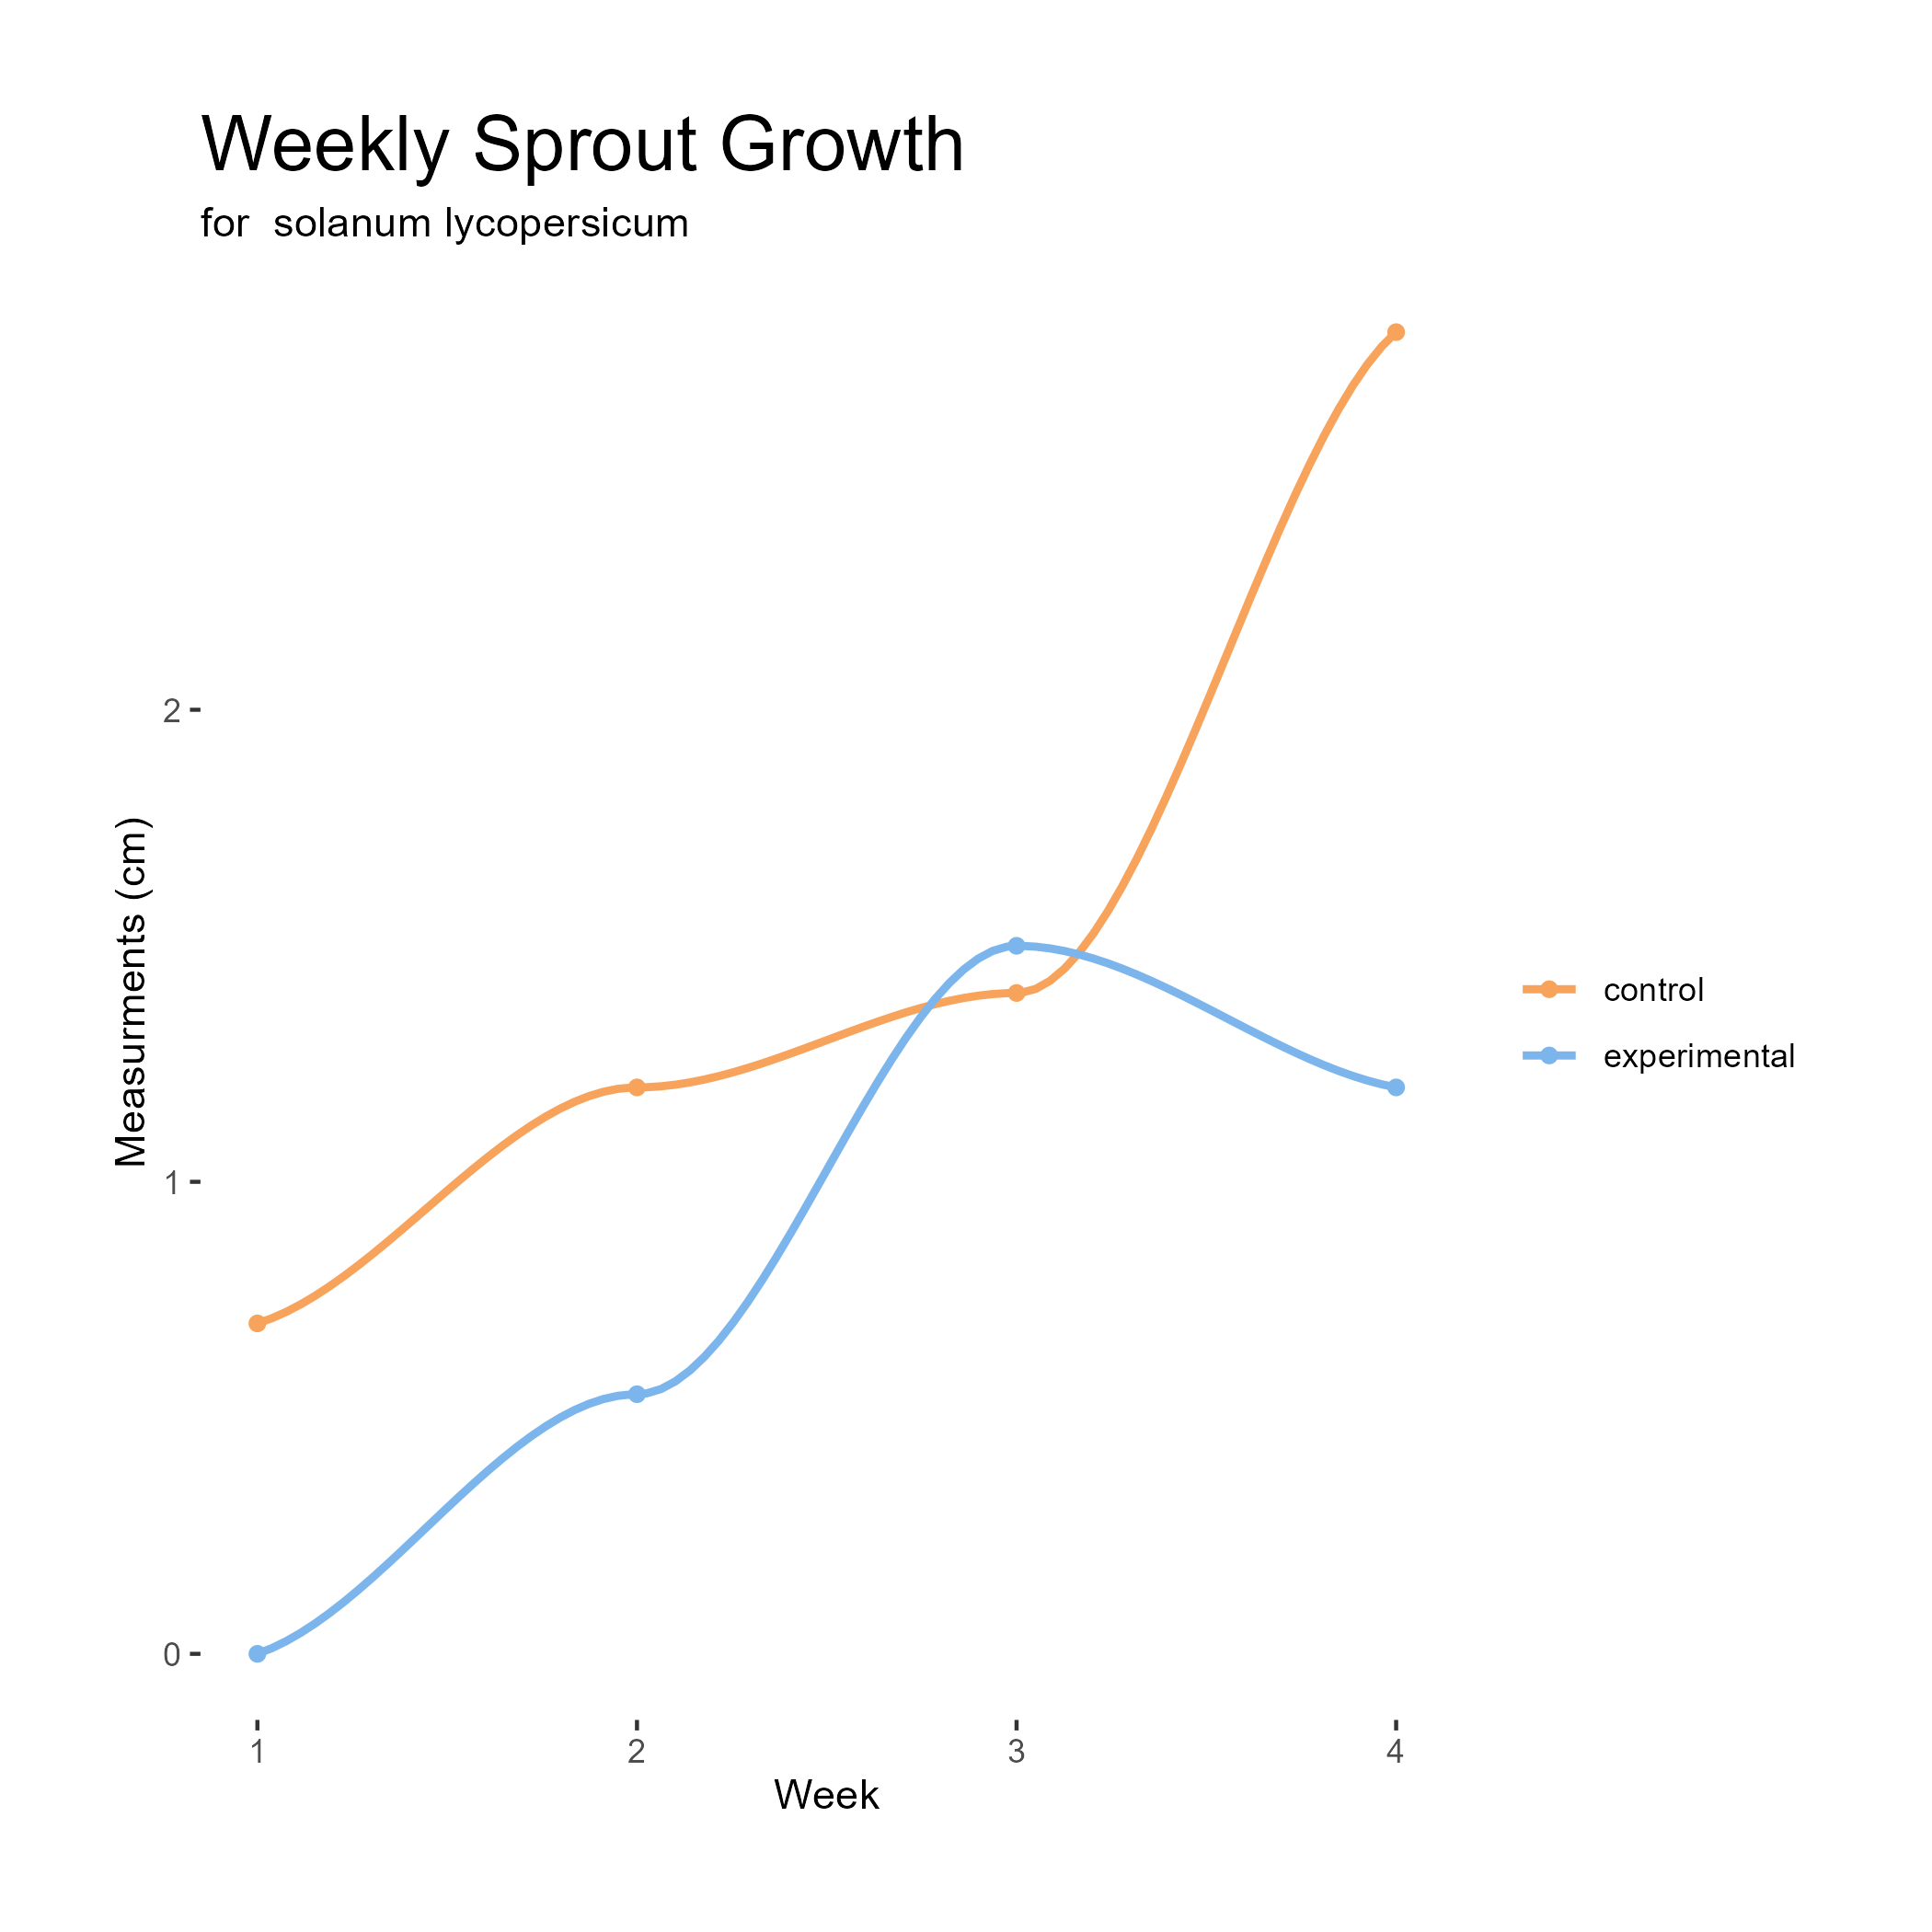 Weekly Sprout Growth
for  solanum lycopersicum
Measurments (cm)
2
1
0
1
2
3
4
Week
control
experimental